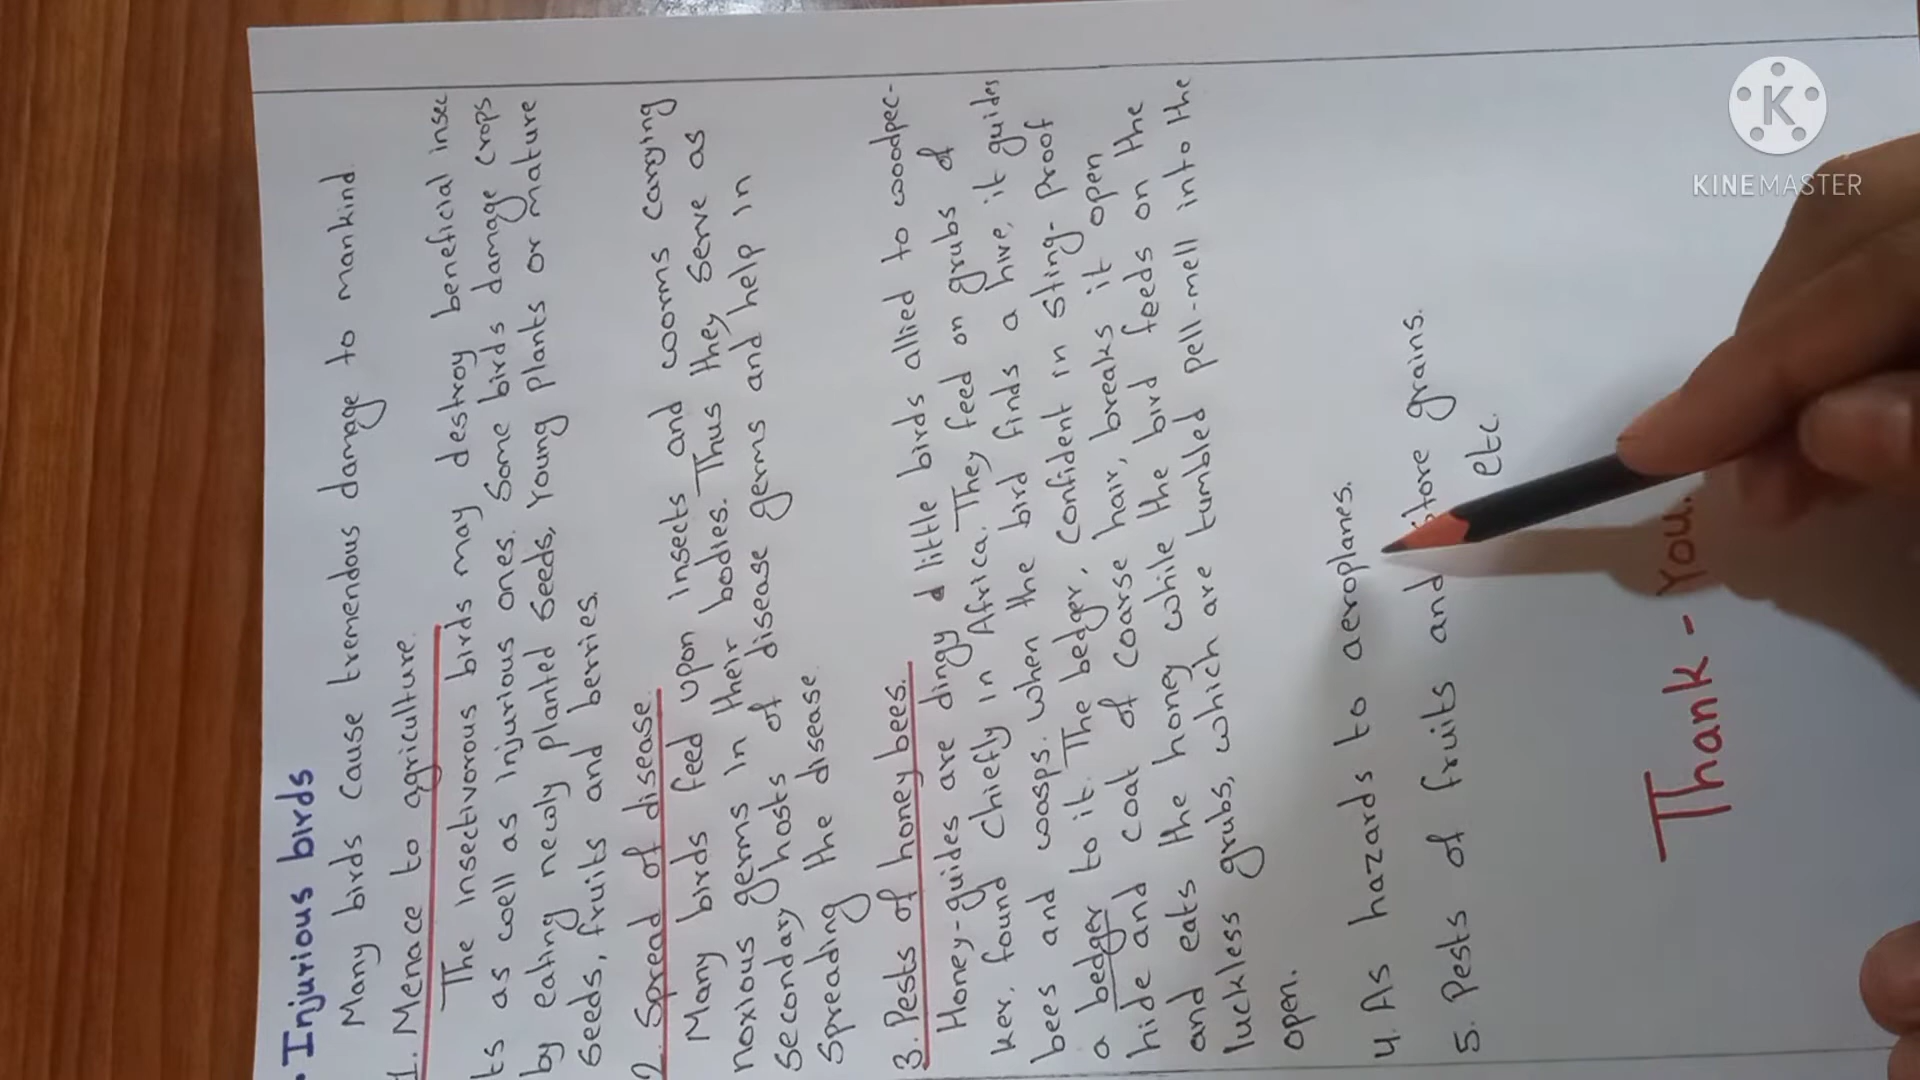 • Injurious birds
Many birds cause tremendous damage to mankind.
1. Menace to agriculture.
The insectivorous birds may destroy beneficial insec
ts as well as injurious ones. Some birds damage crops
by eating newly planted seeds, young plants or mature
seeds, fruits and berries.
2. Spread of disease.
Many birds feed upon insects and worms carrying
noxious germs in their bodies. Thus they serve as
secondary hosts of disease germs and help in
spreading the disease
3. Pests of honey bees.
Honey-guides are dingy little birds allied to woodpec-
ker, found chiefly in Africa. They feed on grubs of
bees and wasps. when the bird finds a hive, it guides
a bedger to it. The bedger, confident in sting-proof
hide and coat of coarse hair, breaks it open
and eats the honey while the bird feeds on the
luckless grubs, which are tumbled pell-mell into the
open.
4. As hazards to aeroplanes.
5. Pests of fruits and store grains.
etc.
Thank-You.
KINEMASTER